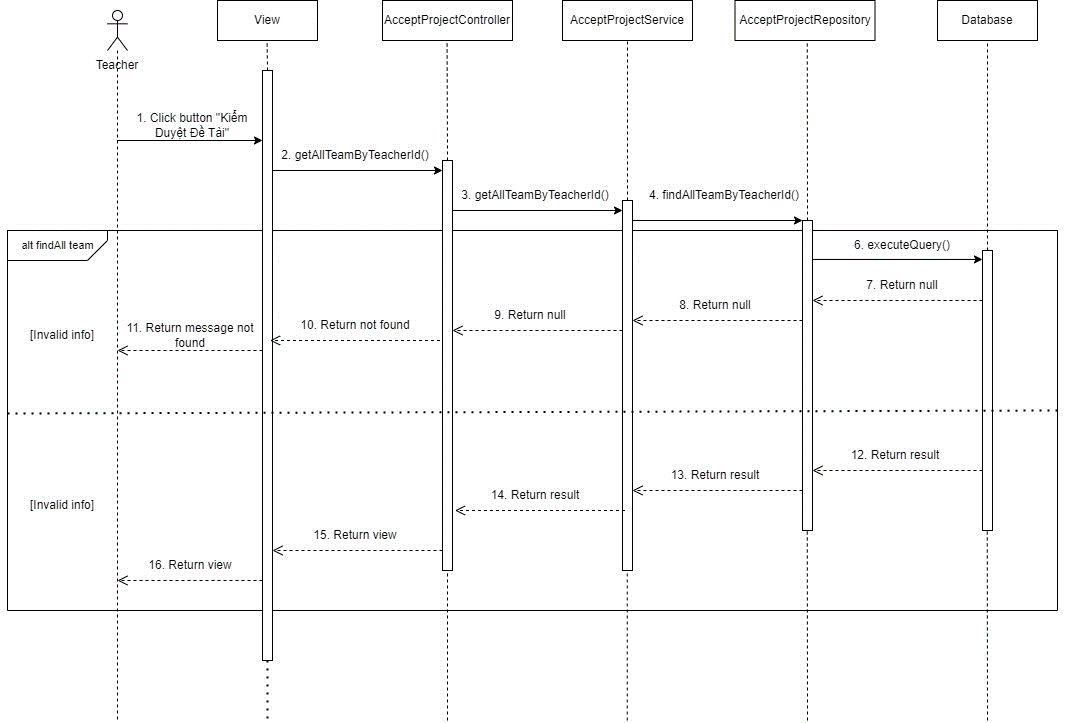 View
AcceptProjectController
AcceptProjectService
AcceptProjectRepository
Database
Teacher
1. Click button "Kiểm
Duyệt Đề Tài"
2. getAllTeamByTeacherId()
3. getAllTeamByTeacherId()
4. findAllTeamByTeacherId()
alt findAll team
6. executeQuery()
7. Return null
8. Return null
9. Return null
10. Return not found
11. Return message not
found
[Invalid info]
12. Return result
13. Return result
14. Return result
[Invalid info]
15. Return view
16. Return view